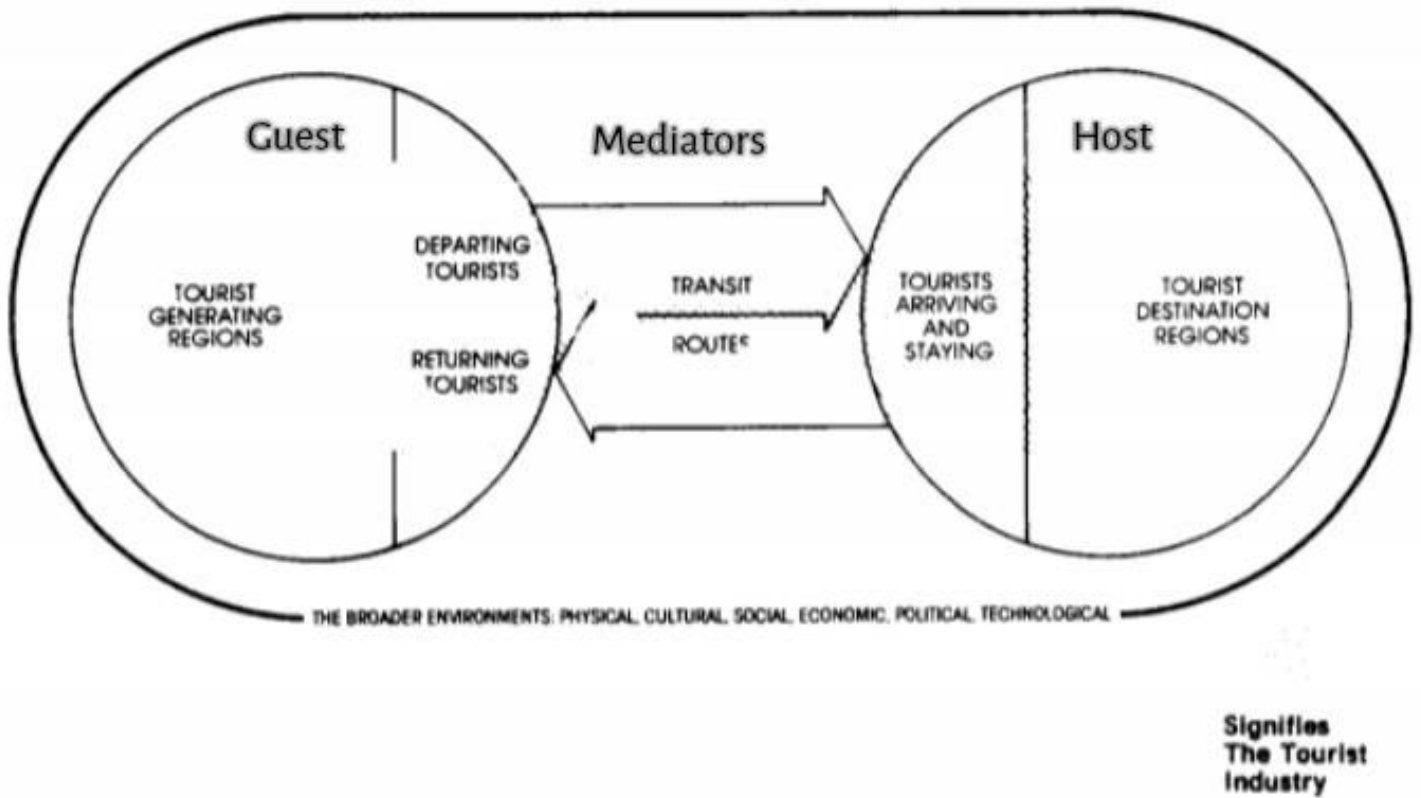 Guest
Mediators
Host
DEPARTING
TOURISTS
TOURIST
GENERATING
REGIONS
RETURNING
TOURISTS
TRANSIT
ROUTES
TOURISTS
ARRIVING
AND
STAYING
TOURIST
DESTINATION
REGIONS
THE BROADER ENVIRONMENTS: PHYSICAL, CULTURAL, SOCIAL, ECONOMIC, POLITICAL, TECHNOLOGICAL
Signifies
The Tourist
Industry